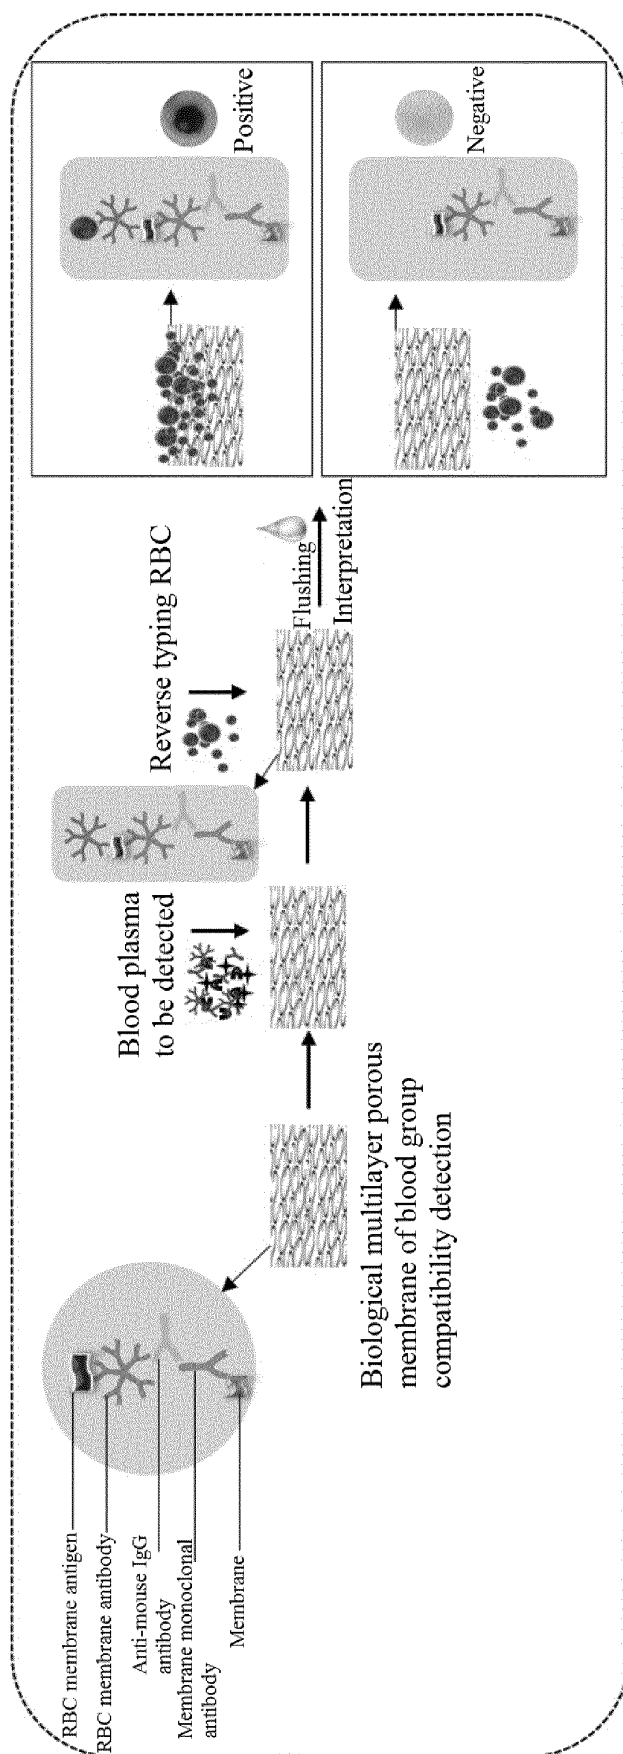 RBC membrane antigen
RBC membrane antibody
Anti-mouse IgG
antibody
Membrane monoclonal
antibody
Membrane
Biological multilayer porous
membrane of blood group
compatibility detection
Blood plasma
to be detected
Reverse typing RBC
Flushing
Interpretation
Positive
Negative